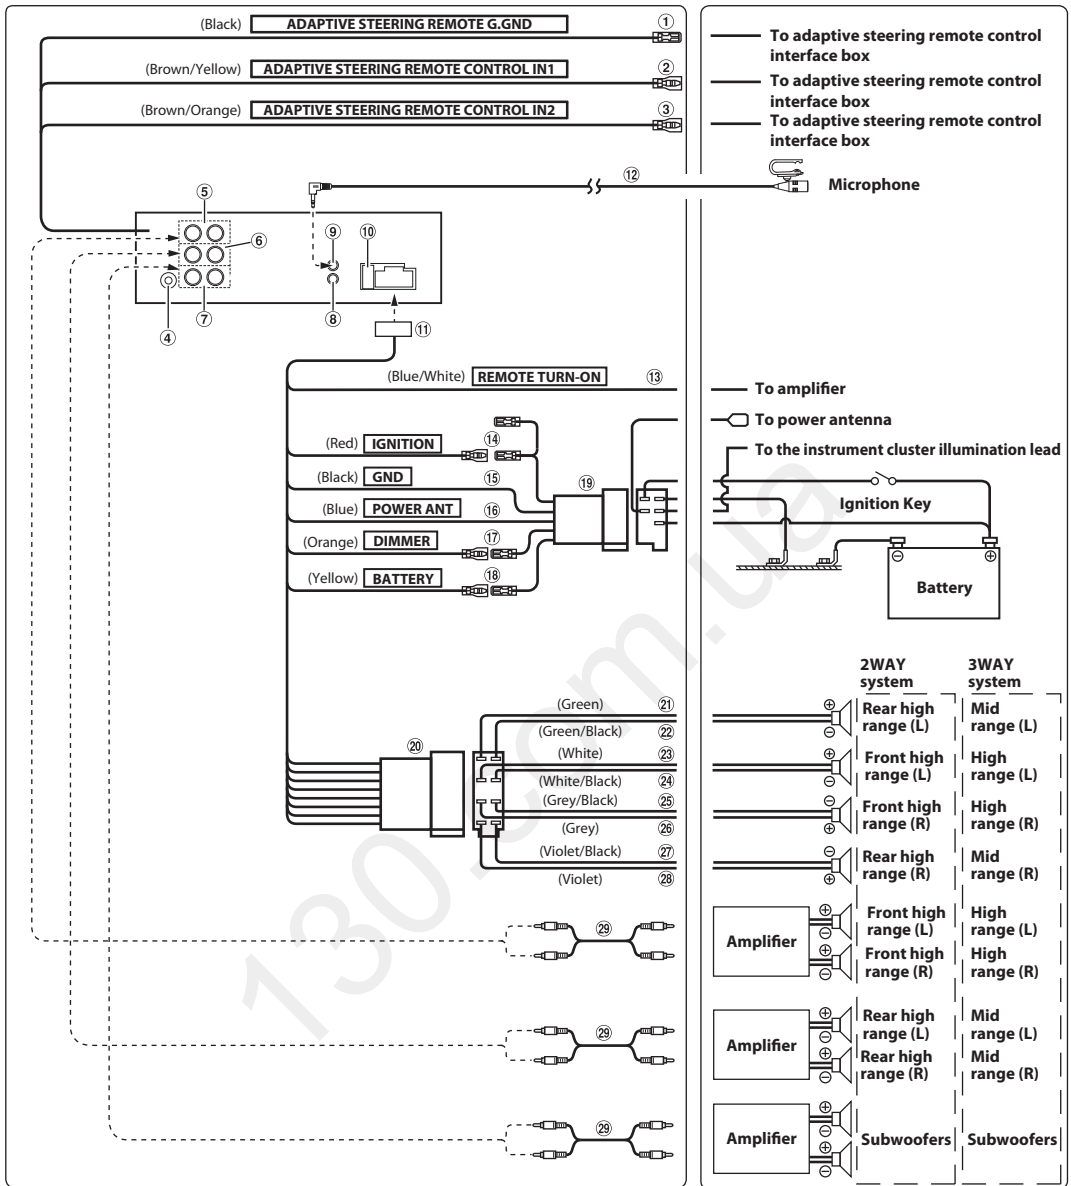 (Black) ADAPTIVE STEERING REMOTE G.GND ①
To adaptive steering remote control
interface box
(Brown/Yellow) ADAPTIVE STEERING REMOTE CONTROL IN1 ②
To adaptive steering remote control
interface box
(Brown/Orange) ADAPTIVE STEERING REMOTE CONTROL IN2 ③
To adaptive steering remote control
interface box
⑫
Microphone
⑤
⑥
⑨ ⑩
④
⑦
⑧
⑪
(Blue/White) REMOTE TURN-ON ⑬
To amplifier
To power antenna
(Red) IGNITION ⑭
To the instrument cluster illumination lead
(Black) GND ⑮
⑲
Ignition Key
(Blue) POWER ANT ⑯
(Orange) DIMMER ⑰
(Yellow) BATTERY ⑱
⊖ ⊕
Battery
2WAY
system
3WAY
system
⑳
(Green) ㉑
(Green/Black) ㉒
⊕
⊖
Rear high
range (L)
Mid
range (L)
(White) ㉓
(White/Black) ㉔
⊕
⊖
Front high
range (L)
High
range (L)
(Grey/Black) ㉕
(Grey) ㉖
⊖
⊕
Front high
range (R)
High
range (R)
(Violet/Black) ㉗
(Violet) ㉘
⊖
⊕
Rear high
range (R)
Mid
range (R)
㉙
Amplifier
⊕
⊖
Front high
range (L)
High
range (L)
⊕
⊖
Front high
range (R)
High
range (R)
㉙
Amplifier
⊕
⊖
Rear high
range (L)
Mid
range (L)
⊕
⊖
Rear high
range (R)
Mid
range (R)
㉙
Amplifier
⊕
⊖
⊕
⊖
Subwoofers
Subwoofers
130.com.ua